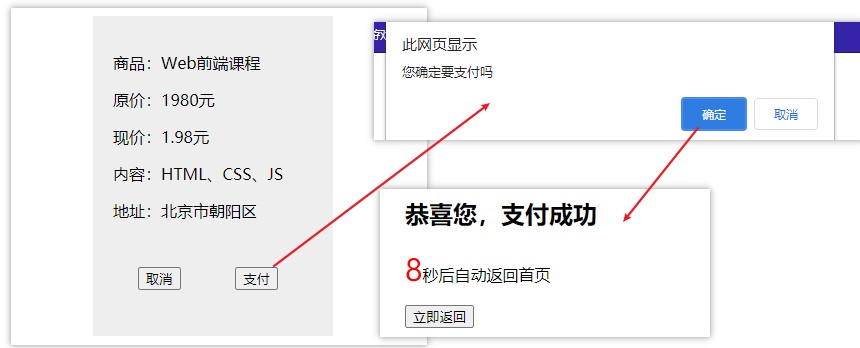 商品：Web前端课程
原价：1980元
现价：1.98元
内容：HTML、CSS、JS
地址：北京市朝阳区
取消 支付
此网页显示
您确定要支付吗
确定 取消
恭喜您，支付成功
8秒后自动返回首页
立即返回